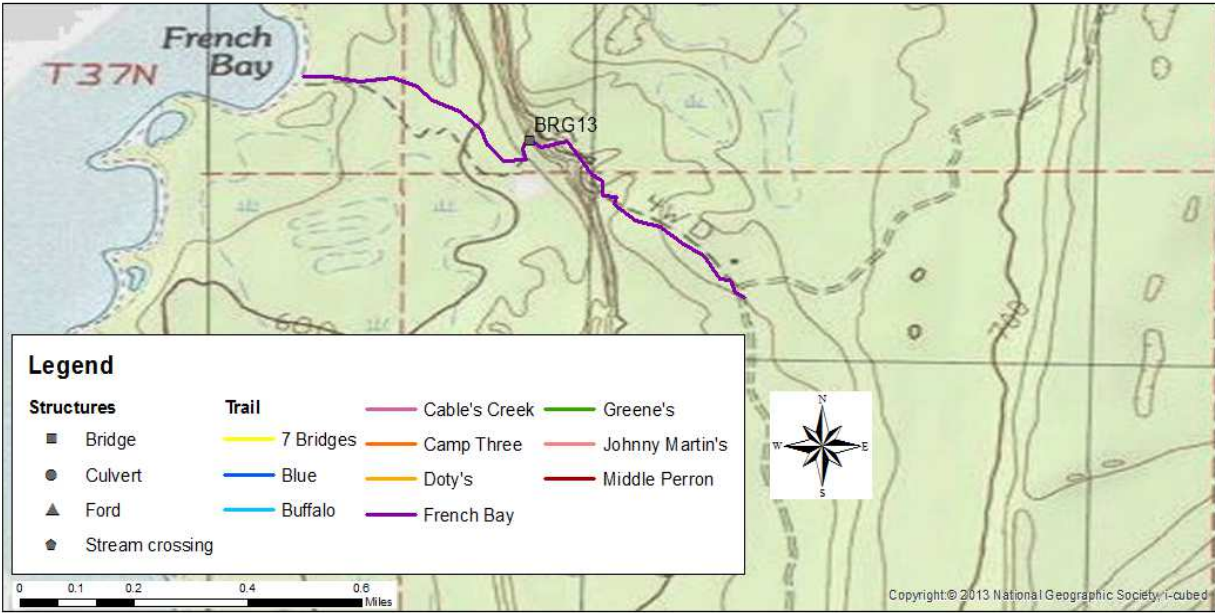 French
Bay
T37N
BRG13
4W
700
Legend
Structures
Bridge
Culvert
Ford
Stream crossing
Trail
7 Bridges
Blue
Buffalo
Cable's Creek
Camp Three
Doty's
French Bay
Greene's
Johnny Martin's
Middle Perron
N
W E
S
0 0.1 0.2 0.4 0.6
Miles
Copyright:© 2013 National Geographic Society, i-cubed